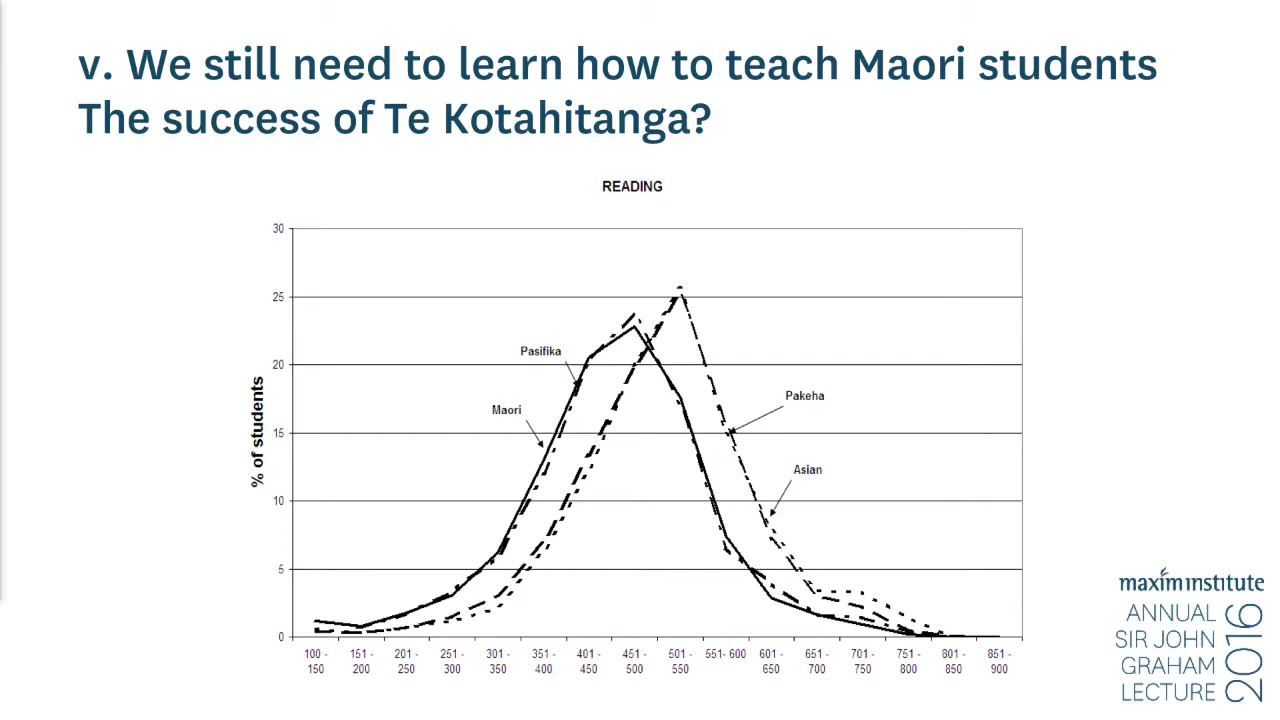 v. We still need to learn how to teach Maori students
The success of Te Kotahitanga?
READING
% of students
30
25
20
15
10
5
0
Pasifika
Maori
Pakeha
Asian
100 - 150
151 - 200
201 - 250
251 - 300
301 - 350
351 - 400
401 - 450
451 - 500
501 - 550
551- 600
601 - 650
651 - 700
701 - 750
751 - 800
801 - 850
851 - 900
maxim institute
ANNUAL
SIR JOHN
GRAHAM
LECTURE
2016